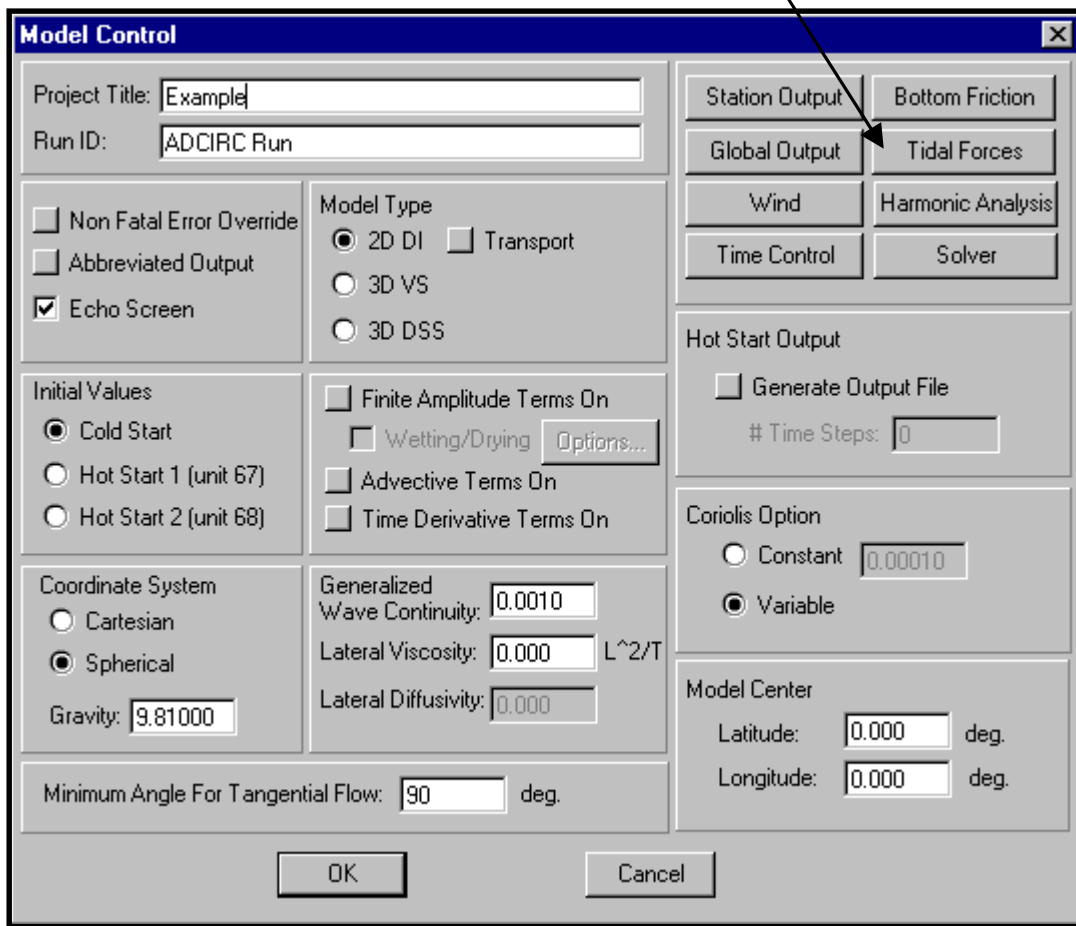 Model Control
Project Title: Example
Run ID: ADCIRC Run
Station Output
Bottom Friction
Global Output
Tidal Forces
Wind
Harmonic Analysis
Time Control
Solver
Non Fatal Error Override
Abbreviated Output
Echo Screen
Model Type
2D DI
Transport
3D VS
3D DSS
Hot Start Output
Generate Output File
# Time Steps: 0
Initial Values
Cold Start
Hot Start 1 (unit 67)
Hot Start 2 (unit 68)
Finite Amplitude Terms On
Wetting/Drying
Options...
Advective Terms On
Time Derivative Terms On
Coriolis Option
Constant 0.00010
Variable
Coordinate System
Cartesian
Spherical
Gravity: 9.81000
Generalized
Wave Continuity: 0.0010
Lateral Viscosity: 0.000 L^2/T
Lateral Diffusivity: 0.000
Model Center
Latitude: 0.000 deg.
Longitude: 0.000 deg.
Minimum Angle For Tangential Flow: 90 deg.
OK
Cancel